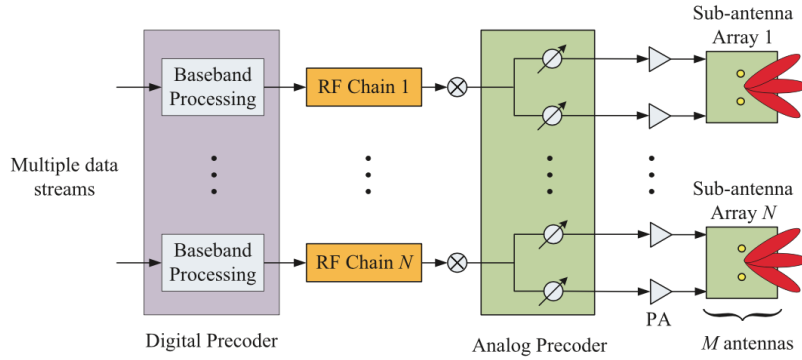 Sub-antenna
Array 1
Baseband
Processing
RF Chain 1
Multiple data
streams
Sub-antenna
Array N
Baseband
Processing
RF Chain N
Digital Precoder
Analog Precoder
PA
M antennas